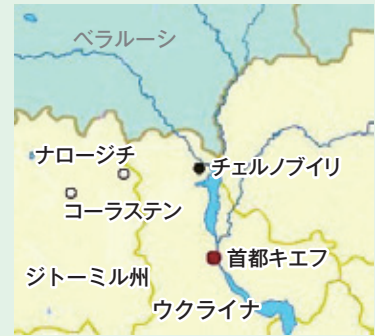 ベラルーシ
ナロージチ
チェルノブイリ
コーラステン
首都キエフ
ジトーミル州
ウクライナ